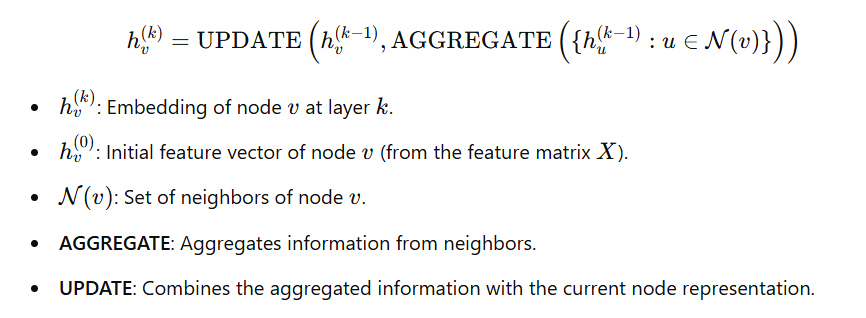 $h_v^{(k)} = \text{UPDATE}\left(h_v^{(k-1)}, \text{AGGREGATE}\left(\{h_u^{(k-1)} : u \in \mathcal{N}(v)\}\right)\right)$
• $h_v^{(k)}$: Embedding of node $v$ at layer $k$.
• $h_v^{(0)}$: Initial feature vector of node $v$ (from the feature matrix $X$).
• $\mathcal{N}(v)$: Set of neighbors of node $v$.
• AGGREGATE: Aggregates information from neighbors.
• UPDATE: Combines the aggregated information with the current node representation.